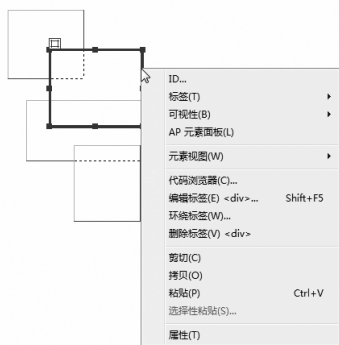 ID...
标签(T)
可视性(B)
AP 元素面板(L)
元素视图(W)
代码浏览器(C)...
编辑标签(E) <div>... Shift+F5
环绕标签(W)...
删除标签(V) <div>
剪切(C)
拷贝(O)
粘贴(P) Ctrl+V
选择性粘贴(S)...
属性(T)